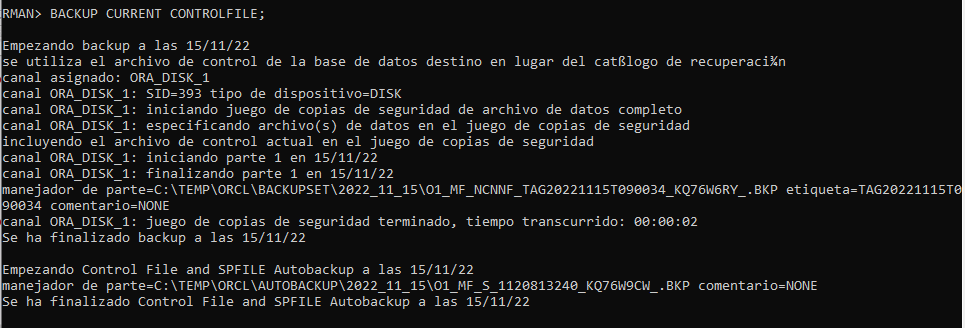 RMAN> BACKUP CURRENT CONTROLFILE;
Empezando backup a las 15/11/22
se utiliza el archivo de control de la base de datos destino en lugar del catßlogo de recuperaci¾n
canal asignado: ORA_DISK_1
canal ORA_DISK_1: SID=393 tipo de dispositivo=DISK
canal ORA_DISK_1: iniciando juego de copias de seguridad de archivo de datos completo
canal ORA_DISK_1: especificando archivo(s) de datos en el juego de copias de seguridad
incluyendo el archivo de control actual en el juego de copias de seguridad
canal ORA_DISK_1: iniciando parte 1 en 15/11/22
canal ORA_DISK_1: finalizando parte 1 en 15/11/22
manejador de parte=C:\TEMP\ORCL\BACKUPSET\2022_11_15\O1_MF_NCNNF_TAG20221115T090034_KQ76W6RY_.BKP etiqueta=TAG20221115T0
90034 comentario=NONE
canal ORA_DISK_1: juego de copias de seguridad terminado, tiempo transcurrido: 00:00:02
Se ha finalizado backup a las 15/11/22
Empezando Control File and SPFILE Autobackup a las 15/11/22
manejador de parte=C:\TEMP\ORCL\AUTOBACKUP\2022_11_15\O1_MF_S_1120813240_KQ76W9CW_.BKP comentario=NONE
Se ha finalizado Control File and SPFILE Autobackup a las 15/11/22